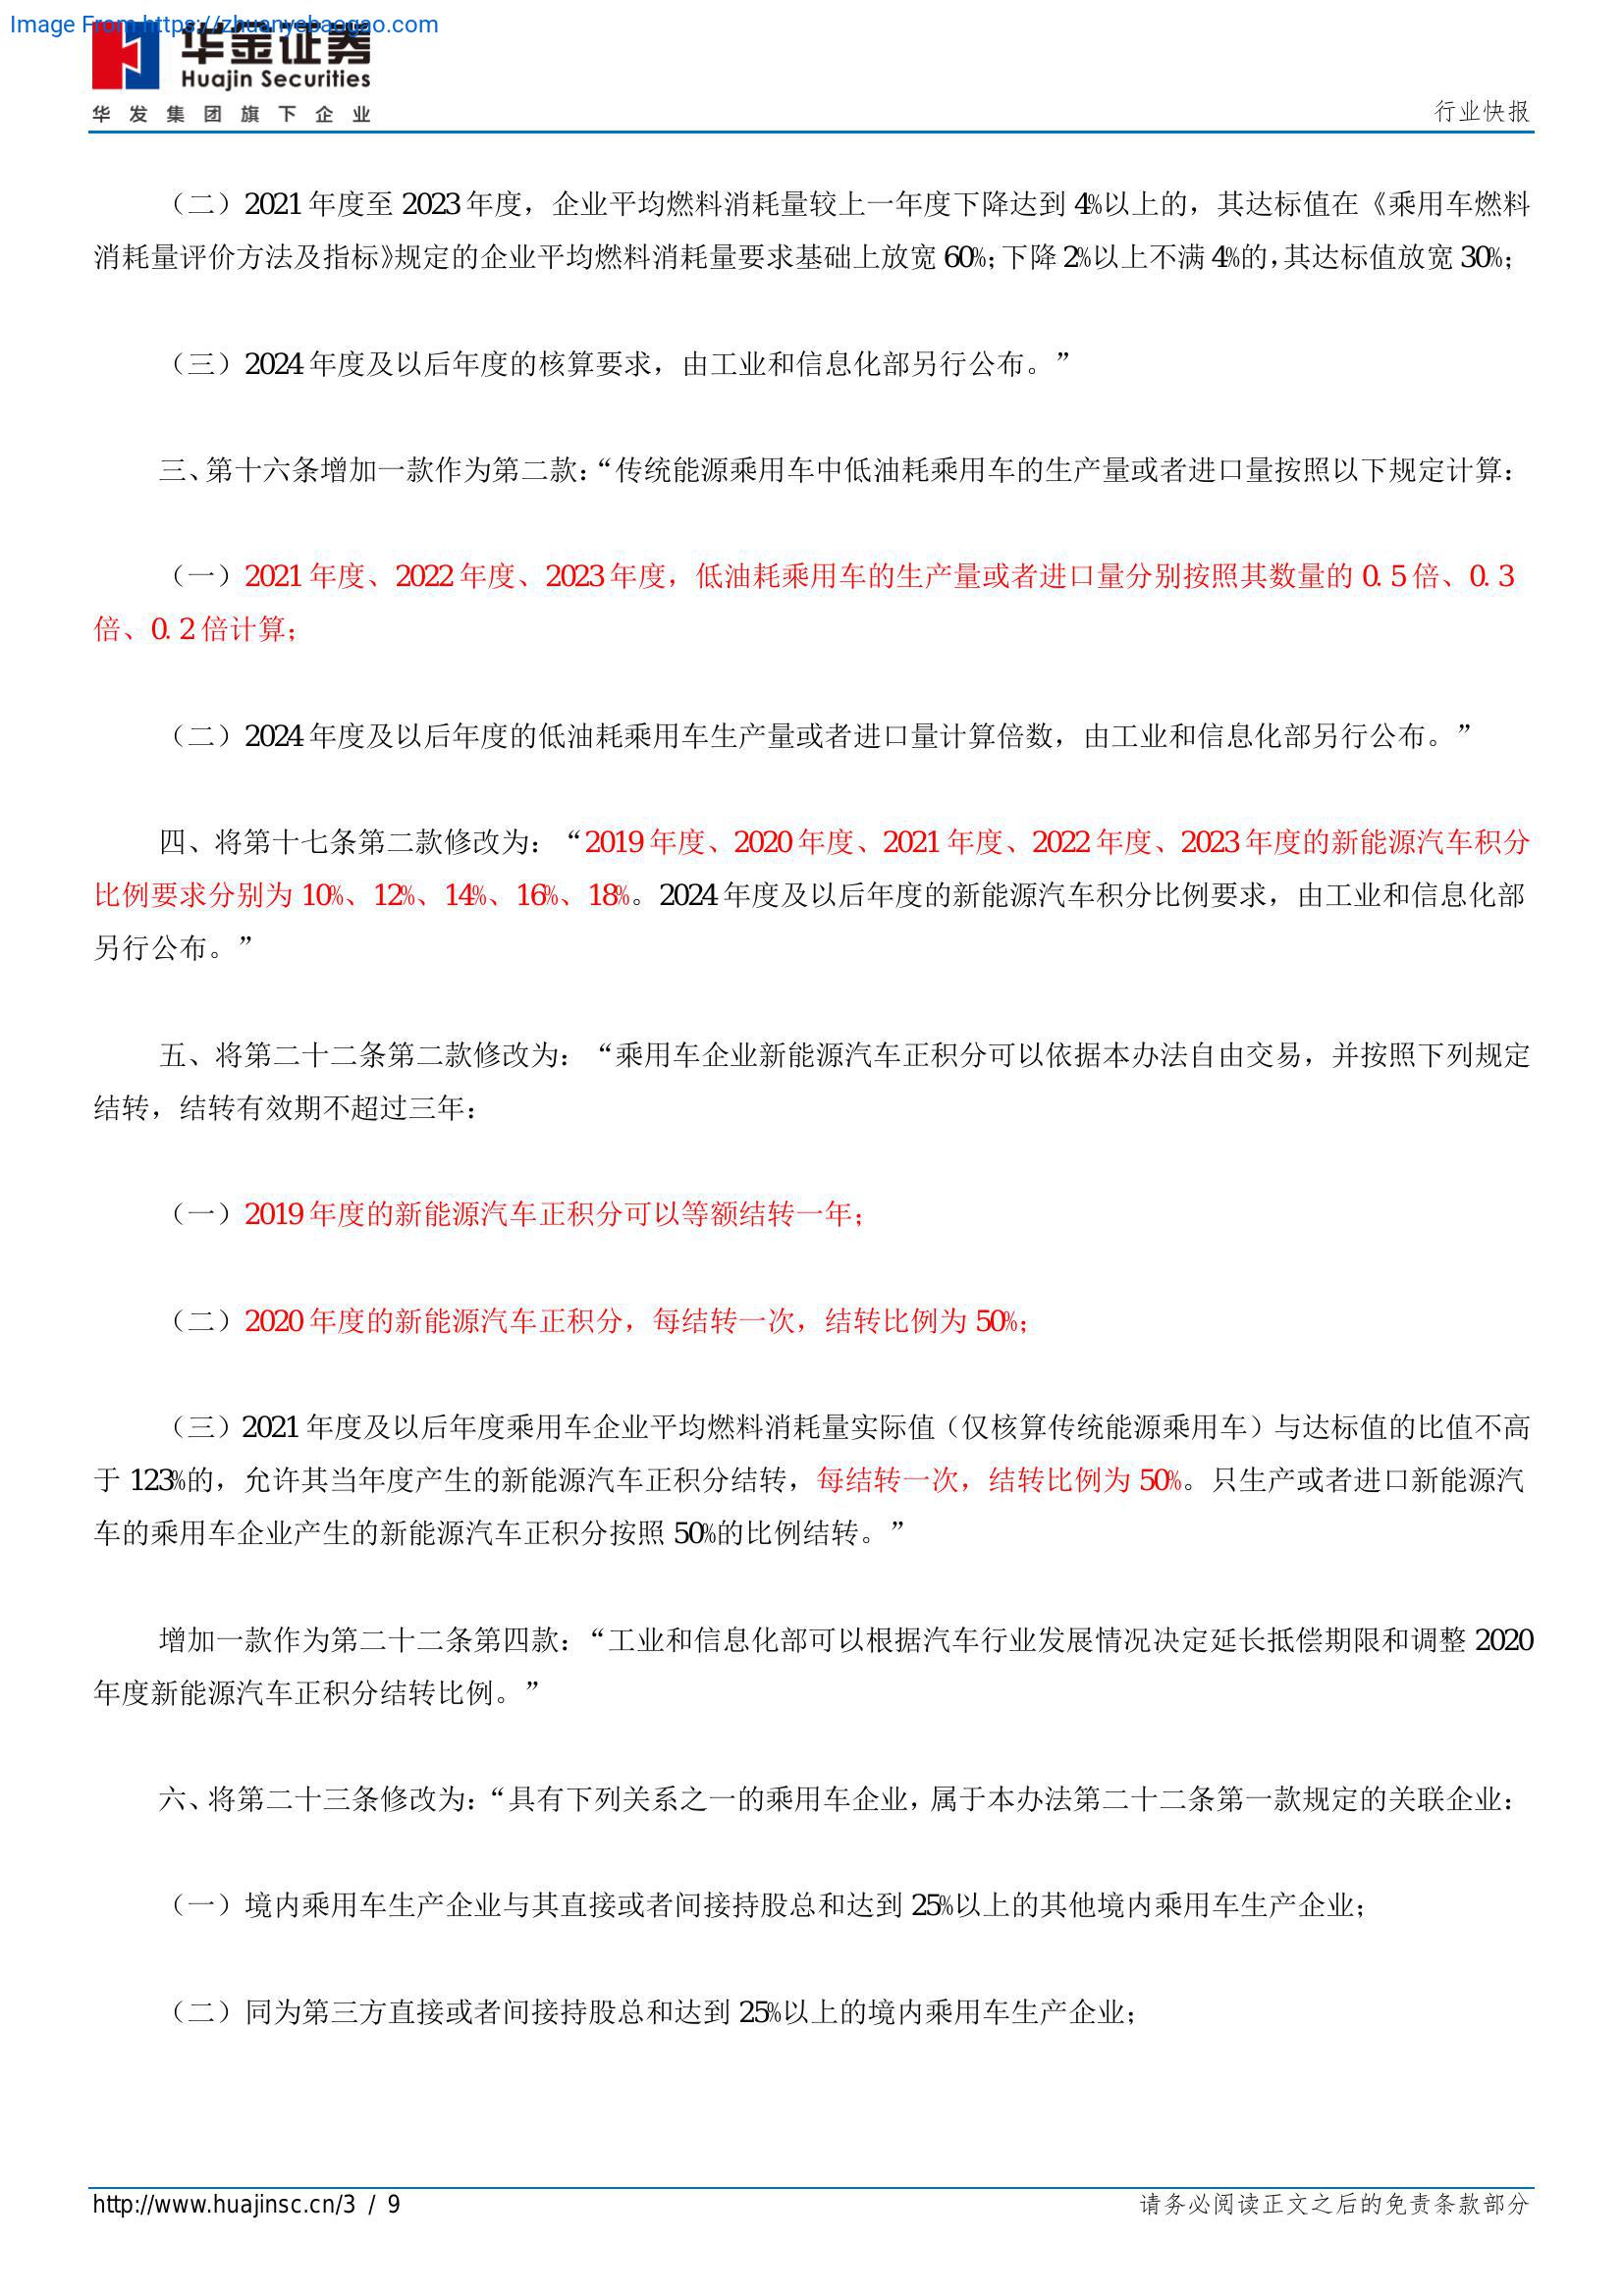 Image From https://zhuanyebaogao.com
华金证券
Huajin Securities
华发集团旗下企业
行业快报
（二）2021 年度至 2023 年度，企业平均燃料消耗量较上一年度下降达到 4%以上的，其达标值在《乘用车燃料
消耗量评价方法及指标》规定的企业平均燃料消耗量要求基础上放宽 60%；下降 2%以上不满 4%的，其达标值放宽 30%；
（三）2024 年度及以后年度的核算要求，由工业和信息化部另行公布。”
三、第十六条增加一款作为第二款：“传统能源乘用车中低油耗乘用车的生产量或者进口量按照以下规定计算：
（一）2021 年度、2022 年度、2023 年度，低油耗乘用车的生产量或者进口量分别按照其数量的 0.5 倍、0.3
倍、0.2 倍计算；
（二）2024 年度及以后年度的低油耗乘用车生产量或者进口量计算倍数，由工业和信息化部另行公布。”
四、将第十七条第二款修改为：“2019 年度、2020 年度、2021 年度、2022 年度、2023 年度的新能源汽车积分
比例要求分别为 10%、12%、14%、16%、18%。2024 年度及以后年度的新能源汽车积分比例要求，由工业和信息化部
另行公布。”
五、将第二十二条第二款修改为：“乘用车企业新能源汽车正积分可以依据本办法自由交易，并按照下列规定
结转，结转有效期不超过三年：
（一）2019 年度的新能源汽车正积分可以等额结转一年；
（二）2020 年度的新能源汽车正积分，每结转一次，结转比例为 50%；
（三）2021 年度及以后年度乘用车企业平均燃料消耗量实际值（仅核算传统能源乘用车）与达标值的比值不高
于 123%的，允许其当年度产生的新能源汽车正积分结转，每结转一次，结转比例为 50%。只生产或者进口新能源汽
车的乘用车企业产生的新能源汽车正积分按照 50%的比例结转。”
增加一款作为第二十二条第四款：“工业和信息化部可以根据汽车行业发展情况决定延长抵偿期限和调整 2020
年度新能源汽车正积分结转比例。”
六、将第二十三条修改为：“具有下列关系之一的乘用车企业，属于本办法第二十二条第一款规定的关联企业：
（一）境内乘用车生产企业与其直接或者间接持股总和达到 25%以上的其他境内乘用车生产企业；
（二）同为第三方直接或者间接持股总和达到 25%以上的境内乘用车生产企业；
http://www.huajinsc.cn/3 / 9
请务必阅读正文之后的免责条款部分